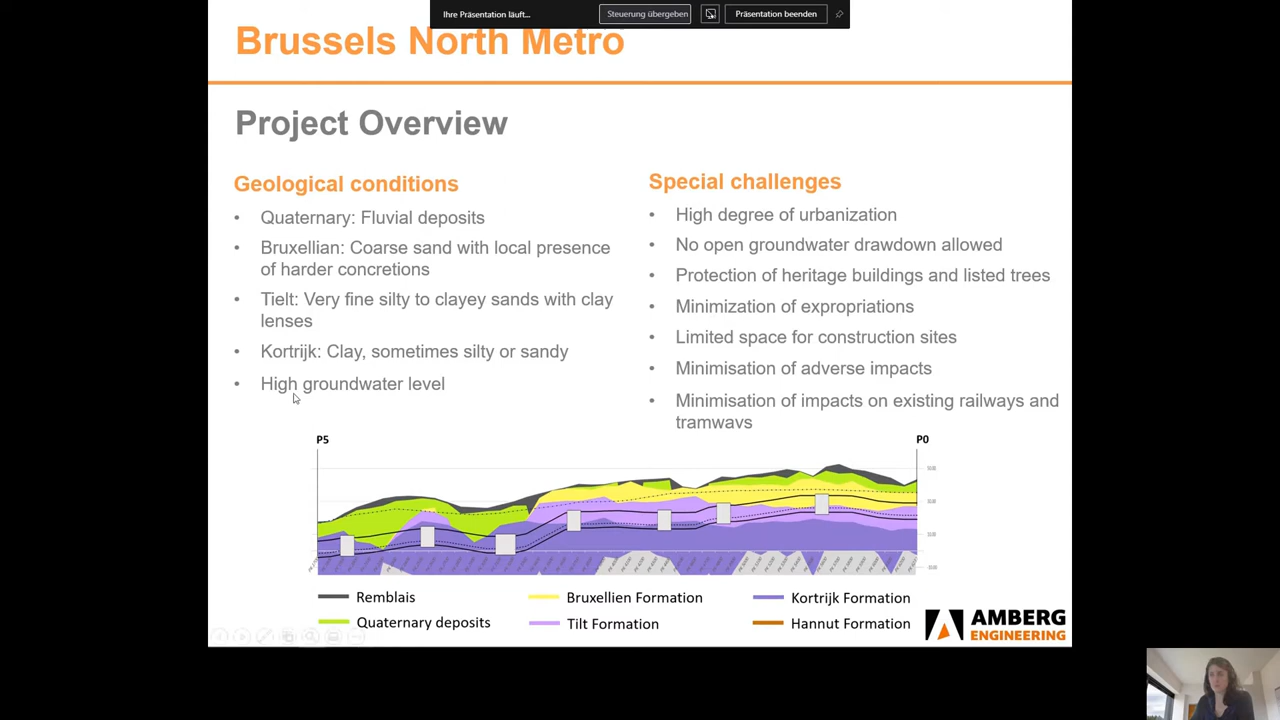 Ihre Präsentation läuft...
Steuerung übergeben
Präsentation beenden
Brussels North Metro
Project Overview
Geological conditions
• Quaternary: Fluvial deposits
• Bruxellian: Coarse sand with local presence
of harder concretions
• Tielt: Very fine silty to clayey sands with clay
lenses
• Kortrijk: Clay, sometimes silty or sandy
• High groundwater level
Special challenges
• High degree of urbanization
• No open groundwater drawdown allowed
• Protection of heritage buildings and listed trees
• Minimization of expropriations
• Limited space for construction sites
• Minimisation of adverse impacts
• Minimisation of impacts on existing railways and
tramways
P5
P0
Remblais
Bruxellien Formation
Kortrijk Formation
Quaternary deposits
Tilt Formation
Hannut Formation
AMBERG
ENGINEERING